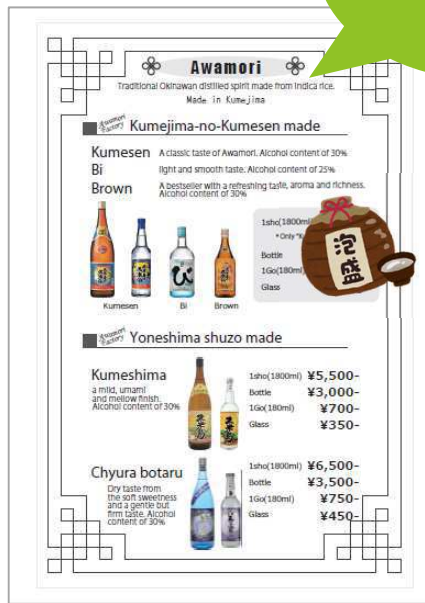 Awamori
Traditional Okinawan distilled spirit made from Indica rice.
Made in Kumejima
Awamori
Factory
Kumejima-no-Kumesen made
Kumesen A classic taste of Awamori. Alcohol content of 30%
Bi light and smooth taste. Alcohol content of 25%
Brown A bestseller with a refreshing taste, aroma and richness.
Alcohol content of 30%
1sho(1800ml)
*Only "K
Bottle
1Go(180ml)
Glass
泡盛
び
Kumesen Bi Brown
Awamori
Factory
Yoneshima shuzo made
Kumeshima
a mild, umami
and mellow finish.
Alcohol content of 30%
1sho(1800ml) ¥5,500-
Bottle ¥3,000-
1Go(180ml) ¥700-
Glass ¥350-
Chyura botaru
Dry taste from
the soft sweetness
and a gentle but
firm taste. Alcohol
content of 30%
1sho(1800ml) ¥6,500-
Bottle ¥3,500-
1Go(180ml) ¥750-
Glass ¥450-